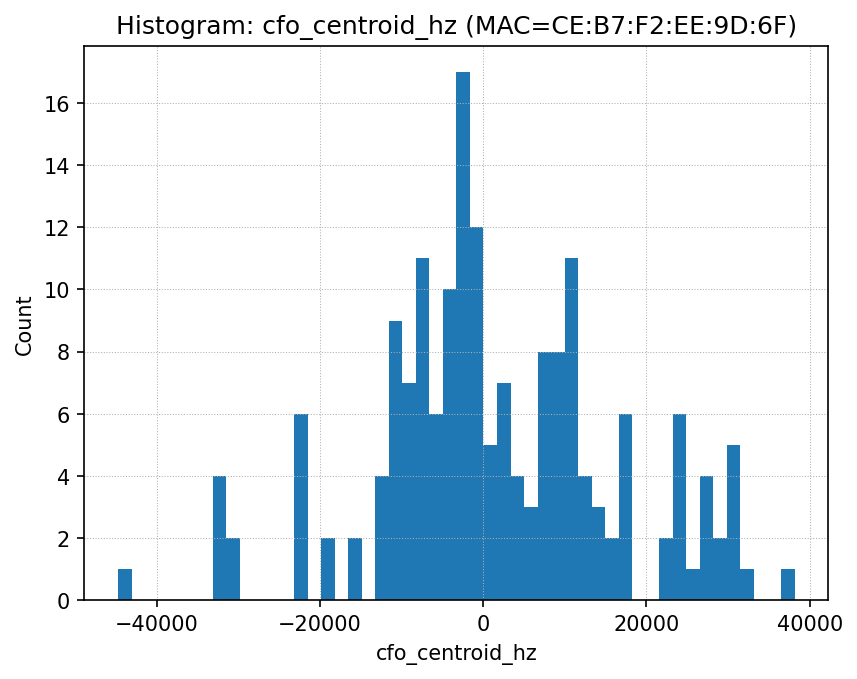 Histogram: cfo_centroid_hz (MAC=CE:B7:F2:EE:9D:6F)
Count
16
14
12
10
8
6
4
2
0
−40000 −20000 0 20000 40000
cfo_centroid_hz